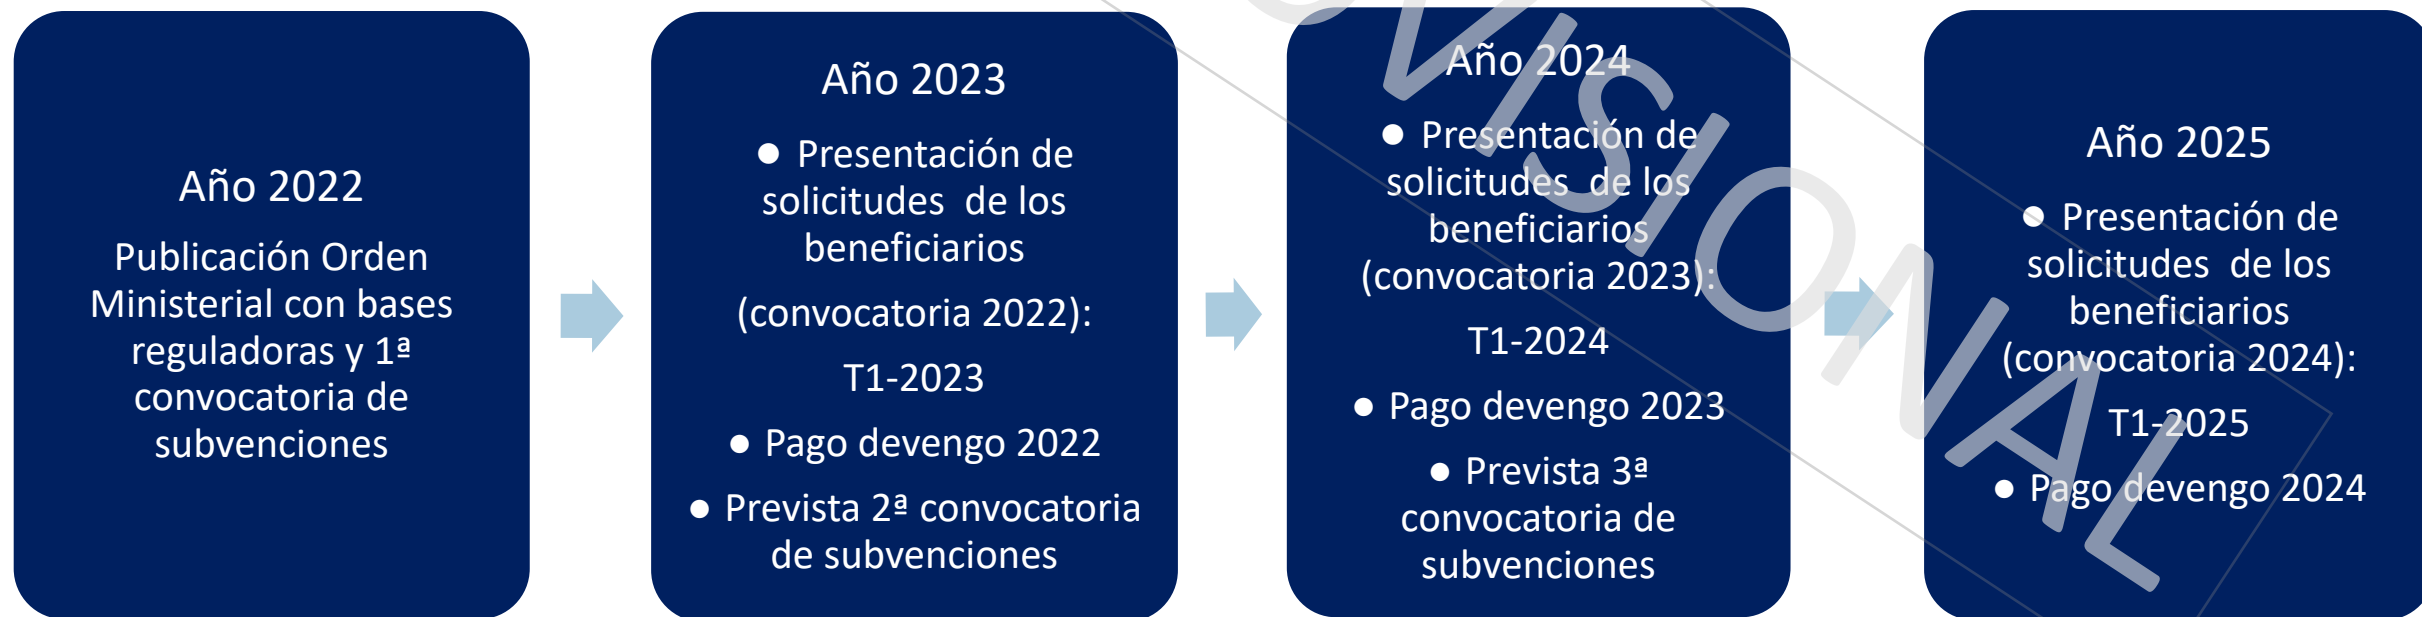 Año 2022
Publicación Orden
Ministerial con bases
reguladoras y 1ª
convocatoria de
subvenciones
Año 2023
● Presentación de
solicitudes de los
beneficiarios
(convocatoria 2022):
T1-2023
● Pago devengo 2022
● Prevista 2ª convocatoria
de subvenciones
Año 2024
● Presentación de
solicitudes de los
beneficiarios
(convocatoria 2023):
T1-2024
● Pago devengo 2023
● Prevista 3ª
convocatoria de
subvenciones
Año 2025
● Presentación de
solicitudes de los
beneficiarios
(convocatoria 2024):
T1-2025
● Pago devengo 2024
OVISIONAL